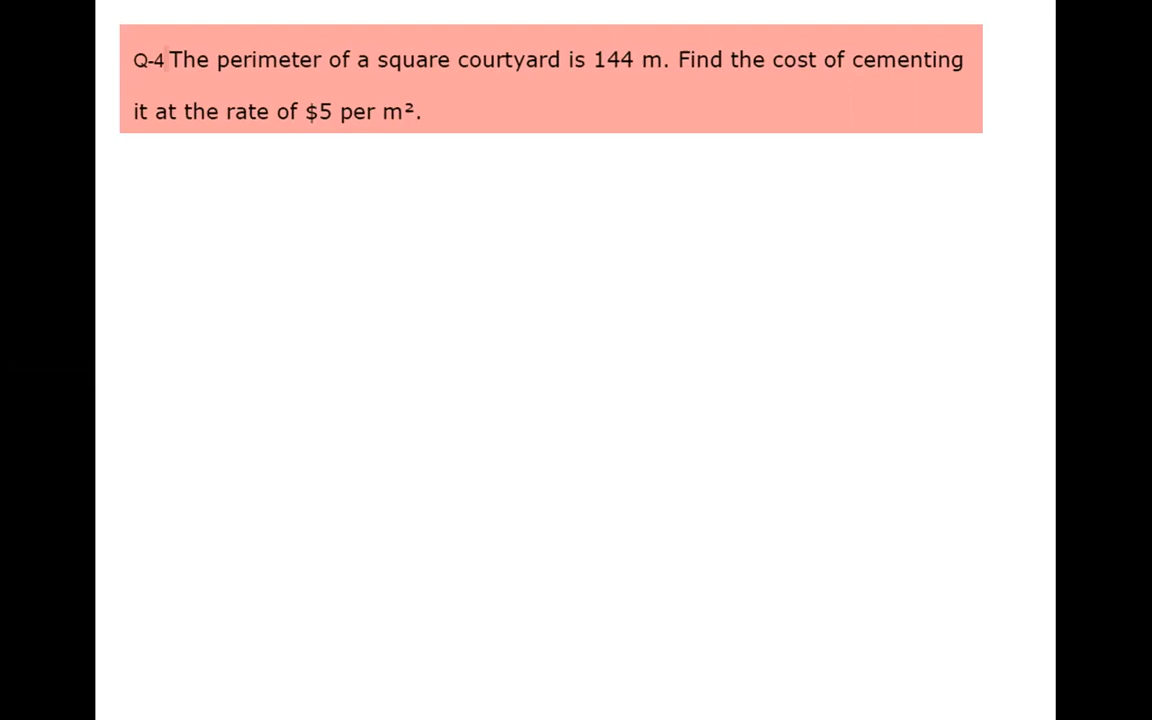 Q-4 The perimeter of a square courtyard is 144 m. Find the cost of cementing
it at the rate of $5 per m².